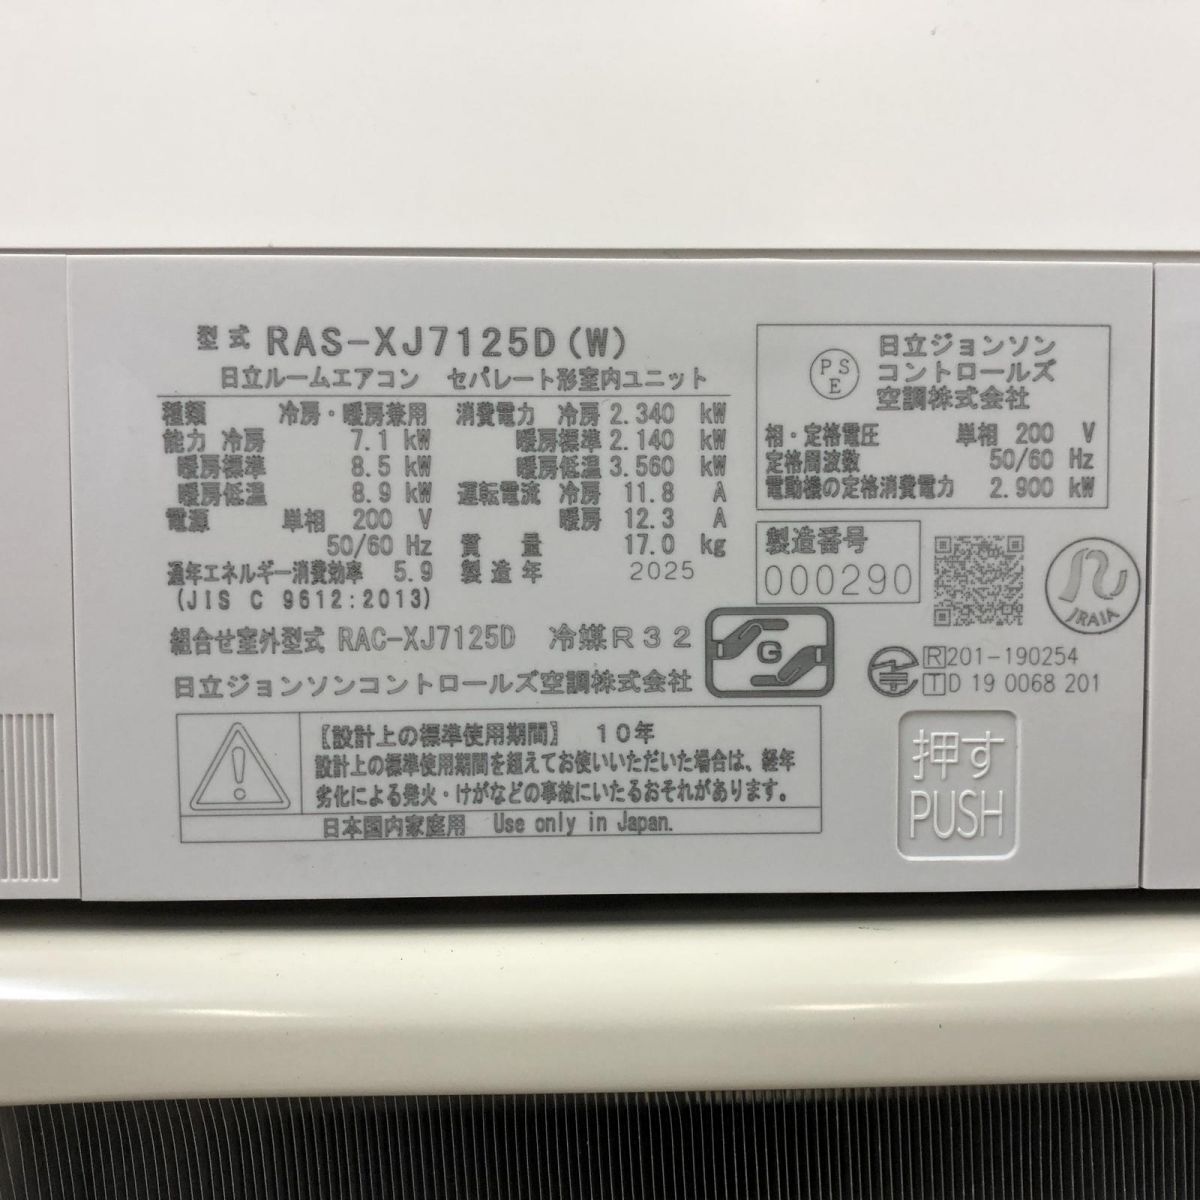 型式 RAS-XJ7125D(W)
日立ルームエアコン セパレート形室内ユニット
種類 冷房・暖房兼用
能力 冷房 7.1 kW
暖房標準 8.5 kW
暖房低温 8.9 kW
電源 単相 200 V
50/60 Hz
通年エネルギー消費効率 5.9
(JIS C 9612:2013)
消費電力 冷房 2.340 kW
暖房標準 2.140 kW
暖房低温 3.560 kW
運転電流 冷房 11.8 A
暖房 12.3 A
質量 17.0 kg
製造年 2025
組合せ室外型式 RAC-XJ7125D 冷媒R32
日立ジョンソンコントロールズ空調株式会社
G
【設計上の標準使用期間】 10年
設計上の標準使用期間を超えてお使いいただいた場合は、経年
劣化による発火・けがなどの事故にいたるおそれがあります。
日本国内家庭用 Use only in Japan.
PSE
日立ジョンソン
コントロールズ
空調株式会社
相・定格電圧 単相 200 V
定格周波数 50/60 Hz
電動機の定格消費電力 2.900 kW
製造番号
000290
JRAIA
R 201-190254
T D 19 0068 201
押す
PUSH